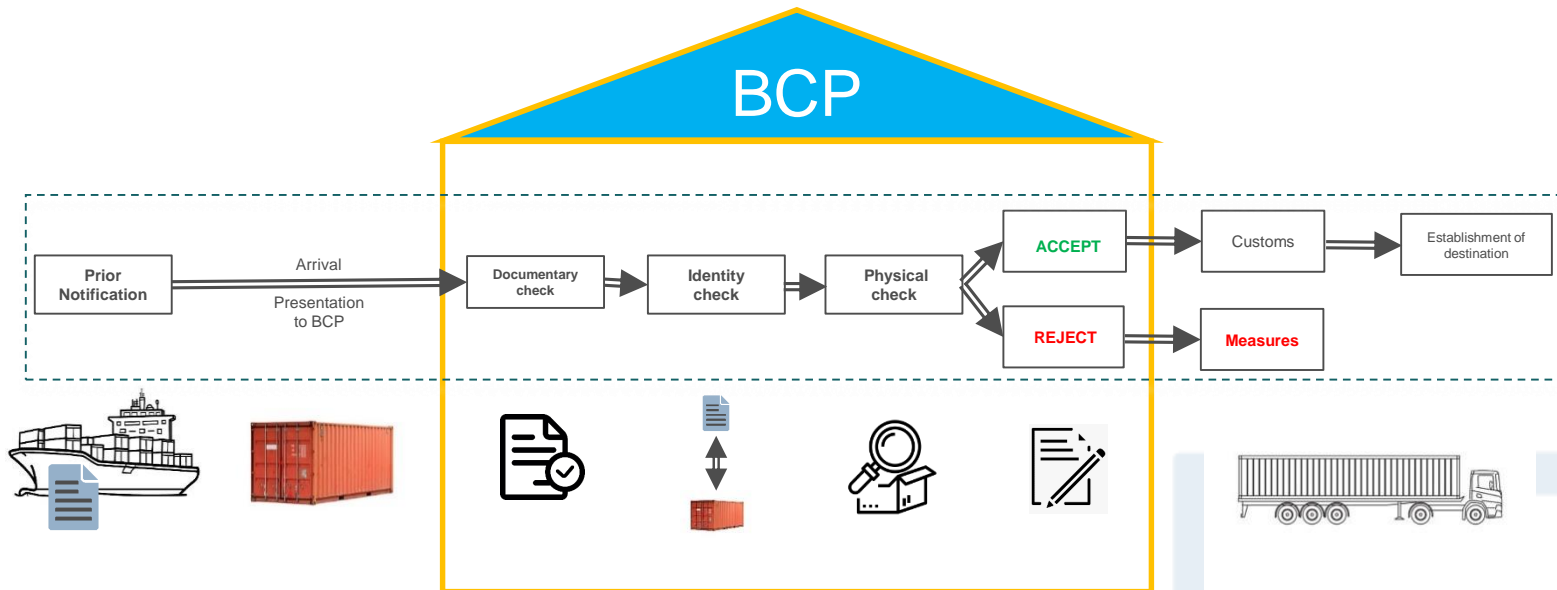 BCP
Prior
Notification
Arrival
Presentation
to BCP
Documentary
check
Identity
check
Physical
check
ACCEPT
REJECT
Customs
Measures
Establishment of
destination